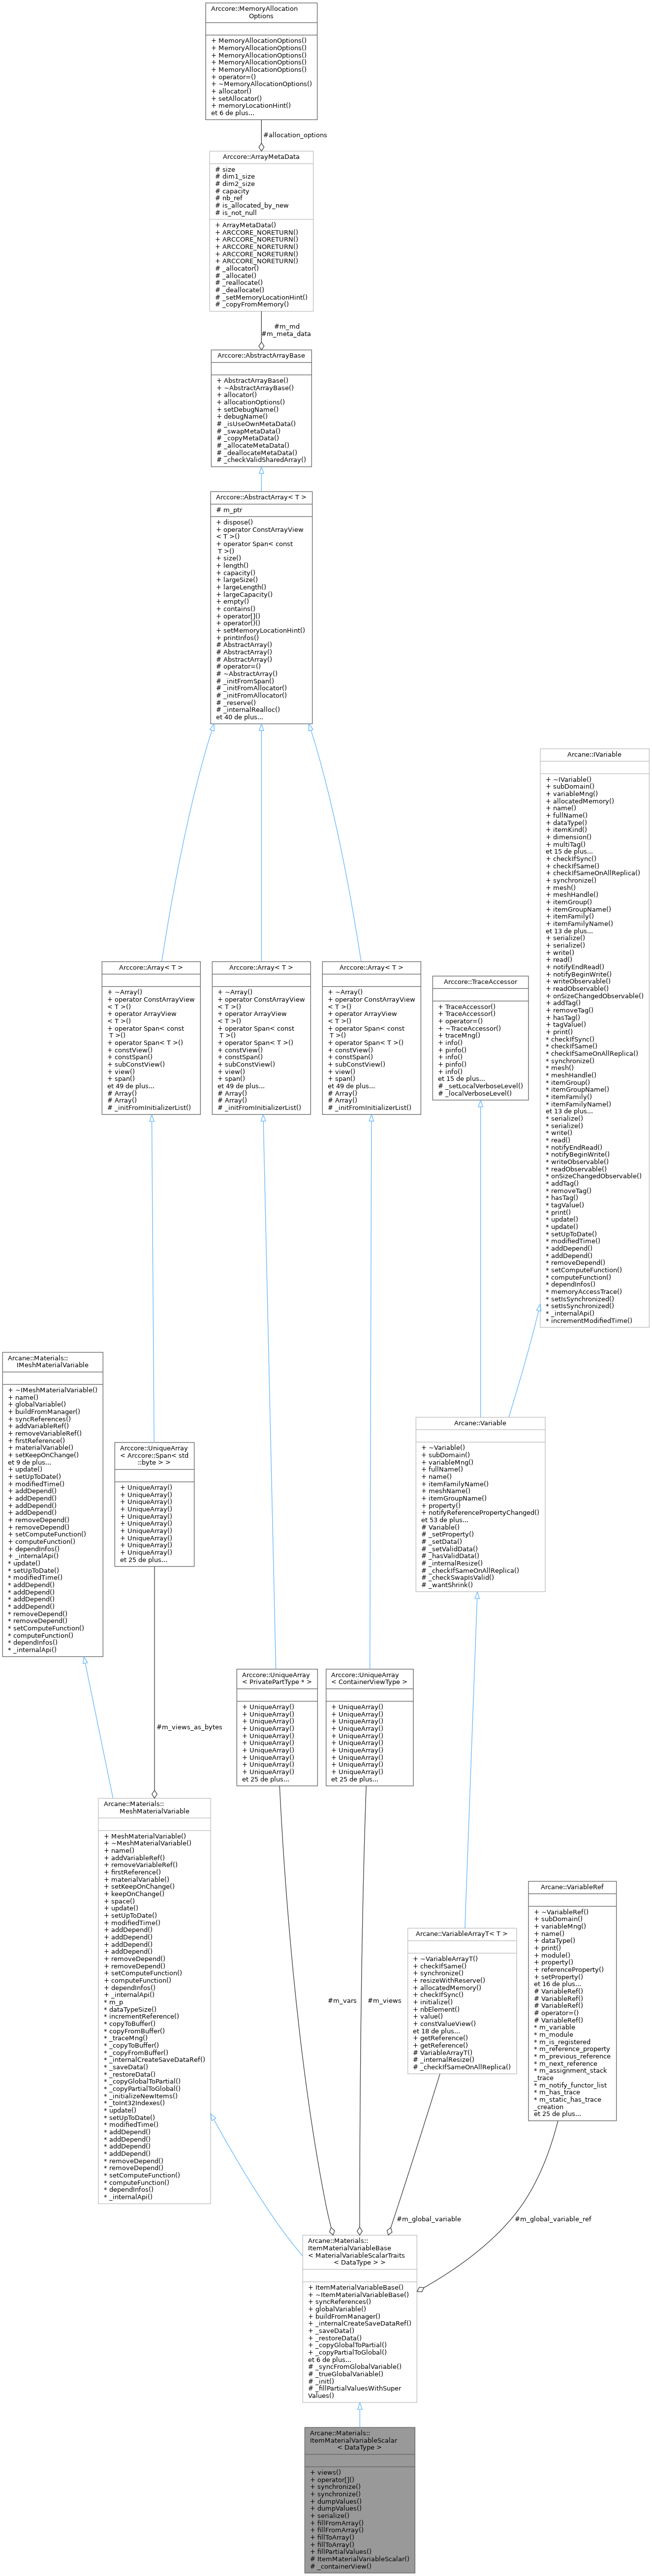 Arccore::MemoryAllocation
Options
+ MemoryAllocationOptions()
+ MemoryAllocationOptions()
+ MemoryAllocationOptions()
+ MemoryAllocationOptions()
+ MemoryAllocationOptions()
+ operator=()
+ ~MemoryAllocationOptions()
+ allocator()
+ setAllocator()
+ memoryLocationHint()
et 6 de plus...
#allocation_options
Arccore::ArrayMetaData
# size
# dim1_size
# dim2_size
# capacity
# nb_ref
# is_allocated_by_new
# is_not_null
+ ArrayMetaData()
+ ARCCORE_NORETURN()
+ ARCCORE_NORETURN()
+ ARCCORE_NORETURN()
+ ARCCORE_NORETURN()
+ ARCCORE_NORETURN()
# _allocator()
# _allocate()
# _reallocate()
# _deallocate()
# _setMemoryLocationHint()
# _copyFromMemory()
#m_md
#m_meta_data
Arccore::AbstractArrayBase
+ AbstractArrayBase()
+ ~AbstractArrayBase()
+ allocator()
+ allocationOptions()
+ setDebugName()
+ debugName()
# _isUseOwnMetaData()
# _swapMetaData()
# _copyMetaData()
# _allocateMetaData()
# _deallocateMetaData()
# _checkValidSharedArray()
Arccore::AbstractArray< T >
# m_ptr
+ dispose()
+ operator ConstArrayView
< T >()
+ operator Span< const
T >()
+ size()
+ length()
+ capacity()
+ largeSize()
+ largeLength()
+ largeCapacity()
+ empty()
+ contains()
+ operator[]()
+ operator()()
+ setMemoryLocationHint()
+ printInfos()
# AbstractArray()
# AbstractArray()
# AbstractArray()
# operator=()
# ~AbstractArray()
# _initFromSpan()
# _initFromAllocator()
# _initFromAllocator()
# _reserve()
# _internalRealloc()
et 40 de plus...
Arcane::IVariable
+ ~IVariable()
+ subDomain()
+ variableMng()
+ allocatedMemory()
+ name()
+ fullName()
+ dataType()
+ itemKind()
+ dimension()
+ multiTag()
et 15 de plus...
+ checkIfSync()
+ checkIfSame()
+ checkIfSameOnAllReplica()
+ synchronize()
+ mesh()
+ meshHandle()
+ itemGroup()
+ itemGroupName()
+ itemFamily()
+ itemFamilyName()
et 13 de plus...
+ serialize()
+ serialize()
+ write()
+ read()
+ notifyEndRead()
+ notifyBeginWrite()
+ writeObservable()
+ readObservable()
+ onSizeChangedObservable()
+ addTag()
+ removeTag()
+ hasTag()
+ tagValue()
+ print()
* checkIfSync()
* checkIfSame()
* checkIfSameOnAllReplica()
* synchronize()
* mesh()
* meshHandle()
* itemGroup()
* itemGroupName()
* itemFamily()
* itemFamilyName()
et 13 de plus...
* serialize()
* serialize()
* write()
* read()
* notifyEndRead()
* notifyBeginWrite()
* writeObservable()
* readObservable()
* onSizeChangedObservable()
* addTag()
* removeTag()
* hasTag()
* tagValue()
* print()
* update()
* update()
* setUpToDate()
* modifiedTime()
* addDepend()
* addDepend()
* removeDepend()
* setComputeFunction()
* computeFunction()
* dependInfos()
* memoryAccessTrace()
* setIsSynchronized()
* setIsSynchronized()
* _internalApi()
* incrementModifiedTime()
Arccore::Array< T >
+ ~Array()
+ operator ConstArrayView
< T >()
+ operator ArrayView
< T >()
+ operator Span< const
T >()
+ operator Span< T >()
+ constView()
+ constSpan()
+ subConstView()
+ view()
+ span()
et 49 de plus...
# Array()
# Array()
# Array()
# _initFromInitializerList()
Arccore::Array< T >
+ ~Array()
+ operator ConstArrayView
< T >()
+ operator ArrayView
< T >()
+ operator Span< const
T >()
+ operator Span< T >()
+ constView()
+ constSpan()
+ subConstView()
+ view()
+ span()
et 49 de plus...
# Array()
# Array()
# Array()
# _initFromInitializerList()
Arccore::Array< T >
+ ~Array()
+ operator ConstArrayView
< T >()
+ operator ArrayView
< T >()
+ operator Span< const
T >()
+ operator Span< T >()
+ constView()
+ constSpan()
+ subConstView()
+ view()
+ span()
et 49 de plus...
# Array()
# Array()
# Array()
# _initFromInitializerList()
Arccore::TraceAccessor
+ TraceAccessor()
+ TraceAccessor()
+ operator=()
+ ~TraceAccessor()
+ traceMng()
+ info()
+ pinfo()
+ info()
+ pinfo()
+ info()
et 15 de plus...
# _setLocalVerboseLevel()
# _localVerboseLevel()
Arcane::Materials::
IMeshMaterialVariable
+ ~IMeshMaterialVariable()
+ name()
+ globalVariable()
+ buildFromManager()
+ syncReferences()
+ addVariableRef()
+ removeVariableRef()
+ firstReference()
+ materialVariable()
+ setKeepOnChange()
et 9 de plus...
+ update()
+ setUpToDate()
+ modifiedTime()
+ addDepend()
+ addDepend()
+ addDepend()
+ addDepend()
+ removeDepend()
+ removeDepend()
+ setComputeFunction()
+ computeFunction()
+ dependInfos()
+ _internalApi()
* update()
* setUpToDate()
* modifiedTime()
* addDepend()
* addDepend()
* addDepend()
* addDepend()
* removeDepend()
* removeDepend()
* setComputeFunction()
* computeFunction()
* dependInfos()
* _internalApi()
Arccore::UniqueArray
< Arccore::Span< std
::byte > >
+ UniqueArray()
+ UniqueArray()
+ UniqueArray()
+ UniqueArray()
+ UniqueArray()
+ UniqueArray()
+ UniqueArray()
+ UniqueArray()
+ UniqueArray()
+ UniqueArray()
et 25 de plus...
Arcane::Variable
+ ~Variable()
+ subDomain()
+ variableMng()
+ fullName()
+ name()
+ itemFamilyName()
+ meshName()
+ itemGroupName()
+ property()
+ notifyReferencePropertyChanged()
et 53 de plus...
# Variable()
# _setProperty()
# _setData()
# _setValidData()
# _hasValidData()
# _internalResize()
# _checkIfSameOnAllReplica()
# _checkSwapIsValid()
# _wantShrink()
#m_views_as_bytes
Arccore::UniqueArray
< PrivatePartType * >
+ UniqueArray()
+ UniqueArray()
+ UniqueArray()
+ UniqueArray()
+ UniqueArray()
+ UniqueArray()
+ UniqueArray()
+ UniqueArray()
+ UniqueArray()
+ UniqueArray()
et 25 de plus...
Arccore::UniqueArray
< ContainerViewType >
+ UniqueArray()
+ UniqueArray()
+ UniqueArray()
+ UniqueArray()
+ UniqueArray()
+ UniqueArray()
+ UniqueArray()
+ UniqueArray()
+ UniqueArray()
+ UniqueArray()
et 25 de plus...
Arcane::Materials::
MeshMaterialVariable
+ MeshMaterialVariable()
+ ~MeshMaterialVariable()
+ name()
+ addVariableRef()
+ removeVariableRef()
+ firstReference()
+ materialVariable()
+ setKeepOnChange()
+ keepOnChange()
+ space()
+ update()
+ setUpToDate()
+ modifiedTime()
+ addDepend()
+ addDepend()
+ addDepend()
+ addDepend()
+ removeDepend()
+ removeDepend()
+ setComputeFunction()
+ computeFunction()
+ dependInfos()
+ _internalApi()
* m_p
* dataTypeSize()
* incrementReference()
* copyToBuffer()
* copyFromBuffer()
* _traceMng()
* _copyToBuffer()
* _copyFromBuffer()
* _internalCreateSaveDataRef()
* _saveData()
* _restoreData()
* _copyGlobalToPartial()
* _copyPartialToGlobal()
* _initializeNewItems()
* _toInt32Indexes()
* update()
* setUpToDate()
* modifiedTime()
* addDepend()
* addDepend()
* addDepend()
* addDepend()
* removeDepend()
* removeDepend()
* setComputeFunction()
* computeFunction()
* dependInfos()
* _internalApi()
Arcane::VariableArrayT< T >
+ ~VariableArrayT()
+ checkIfSame()
+ synchronize()
+ resizeWithReserve()
+ allocatedMemory()
+ checkIfSync()
+ initialize()
+ nbElement()
+ value()
+ constValueView()
et 18 de plus...
+ getReference()
+ getReference()
# VariableArrayT()
# _internalResize()
# _checkIfSameOnAllReplica()
Arcane::VariableRef
+ ~VariableRef()
+ subDomain()
+ variableMng()
+ name()
+ dataType()
+ print()
+ module()
+ property()
+ referenceProperty()
+ setProperty()
et 16 de plus...
# VariableRef()
# VariableRef()
# VariableRef()
# operator=()
# VariableRef()
* m_variable
* m_module
* m_is_registered
* m_reference_property
* m_previous_reference
* m_next_reference
* m_assignment_stack
_trace
* m_notify_functor_list
* m_has_trace
* m_static_has_trace
_creation
et 25 de plus...
#m_vars
#m_views
#m_global_variable
#m_global_variable_ref
Arcane::Materials::
ItemMaterialVariableBase
< MaterialVariableScalarTraits
< DataType > >
+ ItemMaterialVariableBase()
+ ~ItemMaterialVariableBase()
+ syncReferences()
+ globalVariable()
+ buildFromManager()
+ _internalCreateSaveDataRef()
+ _saveData()
+ _restoreData()
+ _copyGlobalToPartial()
+ _copyPartialToGlobal()
et 6 de plus...
# _syncFromGlobalVariable()
# _trueGlobalVariable()
# _init()
# _fillPartialValuesWithSuper
Values()
Arcane::Materials::
ItemMaterialVariableScalar
< DataType >
+ views()
+ operator[]()
+ synchronize()
+ synchronize()
+ dumpValues()
+ dumpValues()
+ serialize()
+ fillFromArray()
+ fillFromArray()
+ fillToArray()
+ fillToArray()
+ fillPartialValues()
# ItemMaterialVariableScalar()
# _containerView()